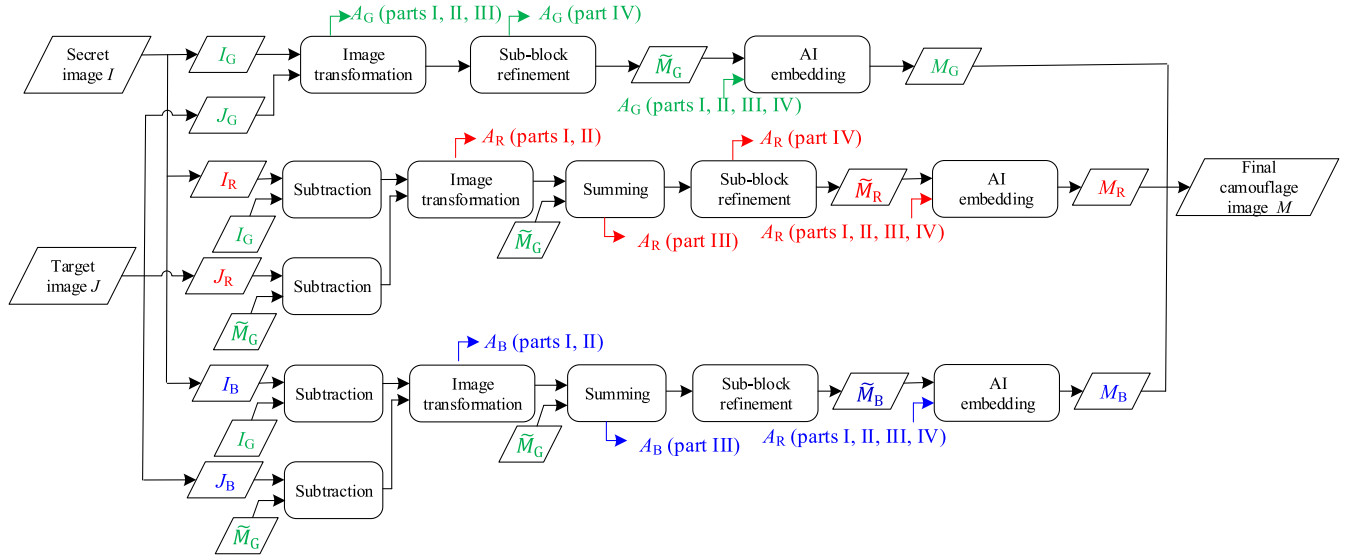 A_G (parts I, II, III)
A_G (part IV)
Secret
image I
I_G
Image
transformation
Sub-block
refinement
M̃_G
AI
embedding
M_G
J_G
A_G (parts I, II, III, IV)
A_R (parts I, II)
A_R (part IV)
I_R
Subtraction
Image
transformation
Summing
Sub-block
refinement
M̃_R
AI
embedding
M_R
Final
camouflage
image M
I_G
M̃_G
A_R (part III)
A_R (parts I, II, III, IV)
Target
image J
J_R
Subtraction
M̃_G
A_B (parts I, II)
I_B
Subtraction
Image
transformation
Summing
Sub-block
refinement
M̃_B
AI
embedding
M_B
I_G
M̃_G
A_B (part III)
A_R (parts I, II, III, IV)
J_B
Subtraction
M̃_G